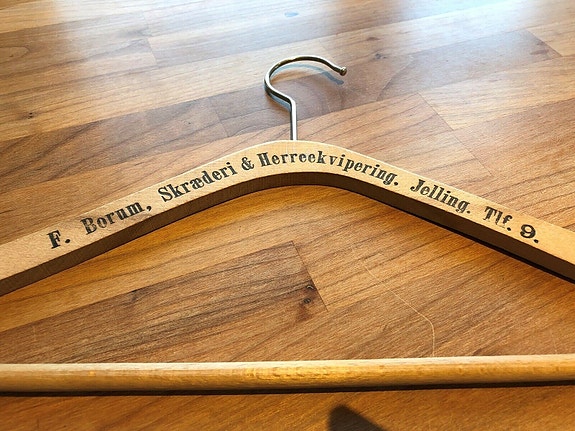 F. Borum, Skræderi & Herreekvipering. Jelling. Tlf. 9.